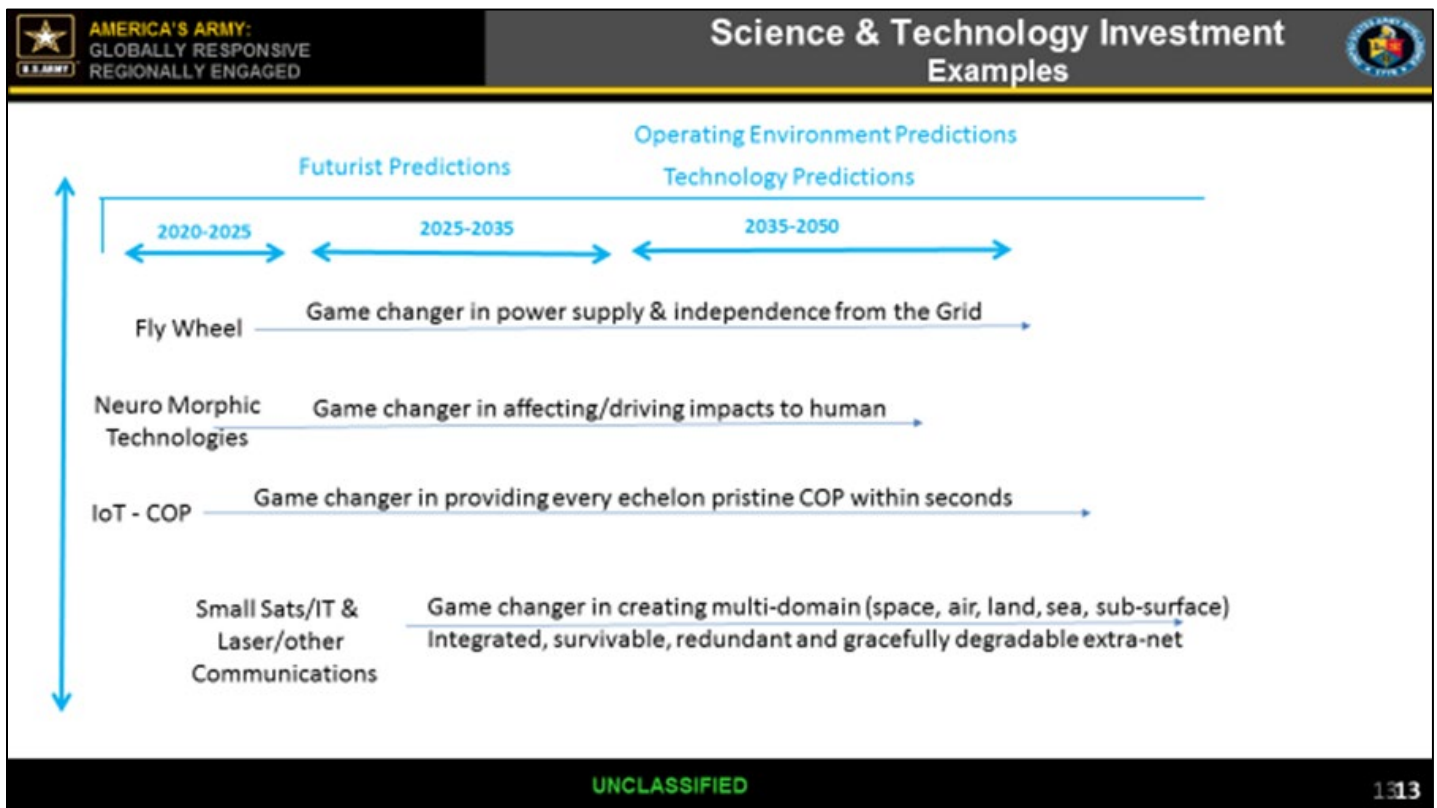 AMERICA'S ARMY:
GLOBALLY RESPONSIVE
REGIONALLY ENGAGED
U.S.ARMY
Science & Technology Investment
Examples
Operating Environment Predictions
Futurist Predictions
Technology Predictions
2020-2025
2025-2035
2035-2050
Fly Wheel
Game changer in power supply & independence from the Grid
Neuro Morphic
Technologies
Game changer in affecting/driving impacts to human
IoT - COP
Game changer in providing every echelon pristine COP within seconds
Small Sats/IT &
Laser/other
Communications
Game changer in creating multi-domain (space, air, land, sea, sub-surface)
Integrated, survivable, redundant and gracefully degradable extra-net
UNCLASSIFIED
1313